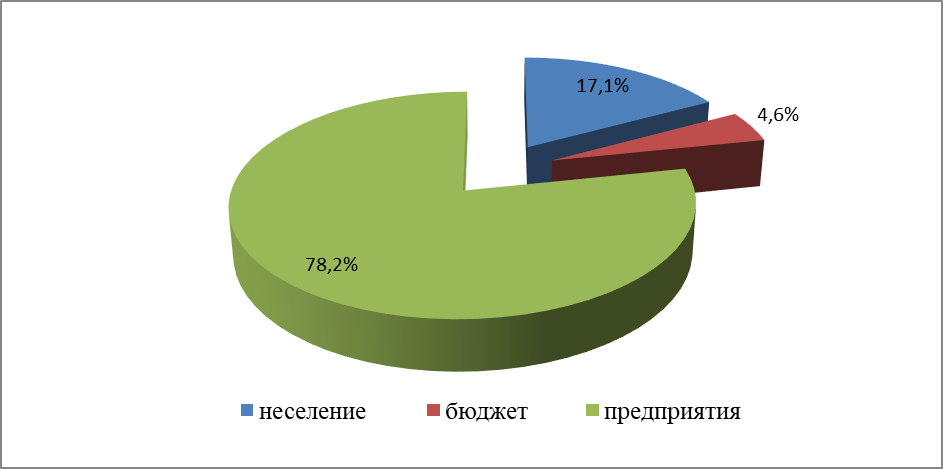 17,1%
4,6%
78,2%
неселение бюджет предприятия